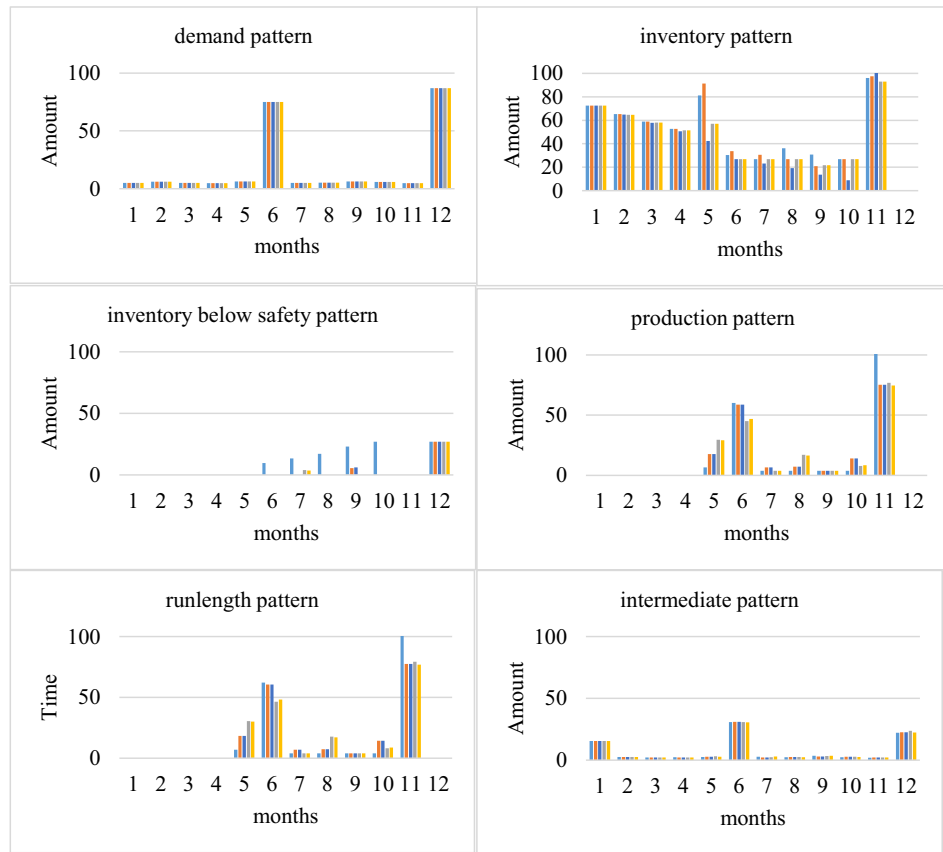 demand pattern
100
50
0
Amount
1 2 3 4 5 6 7 8 9 10 11 12
months
inventory pattern
100
80
60
40
20
0
Amount
1 2 3 4 5 6 7 8 9 10 11 12
months
inventory below safety pattern
100
50
0
Amount
1 2 3 4 5 6 7 8 9 10 11 12
months
production pattern
100
50
0
Amount
1 2 3 4 5 6 7 8 9 10 11 12
months
runlength pattern
100
50
0
Time
1 2 3 4 5 6 7 8 9 10 11 12
months
intermediate pattern
100
50
0
Amount
1 2 3 4 5 6 7 8 9 10 11 12
months